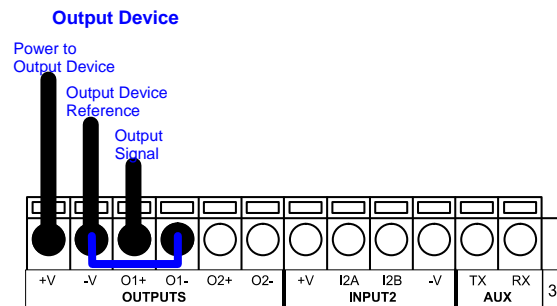 Output Device
Power to
Output Device
Output Device
Reference
Output
Signal
+V -V O1+ O1- O2+ O2- +V I2A I2B -V TX RX 3
OUTPUTS INPUT2 AUX